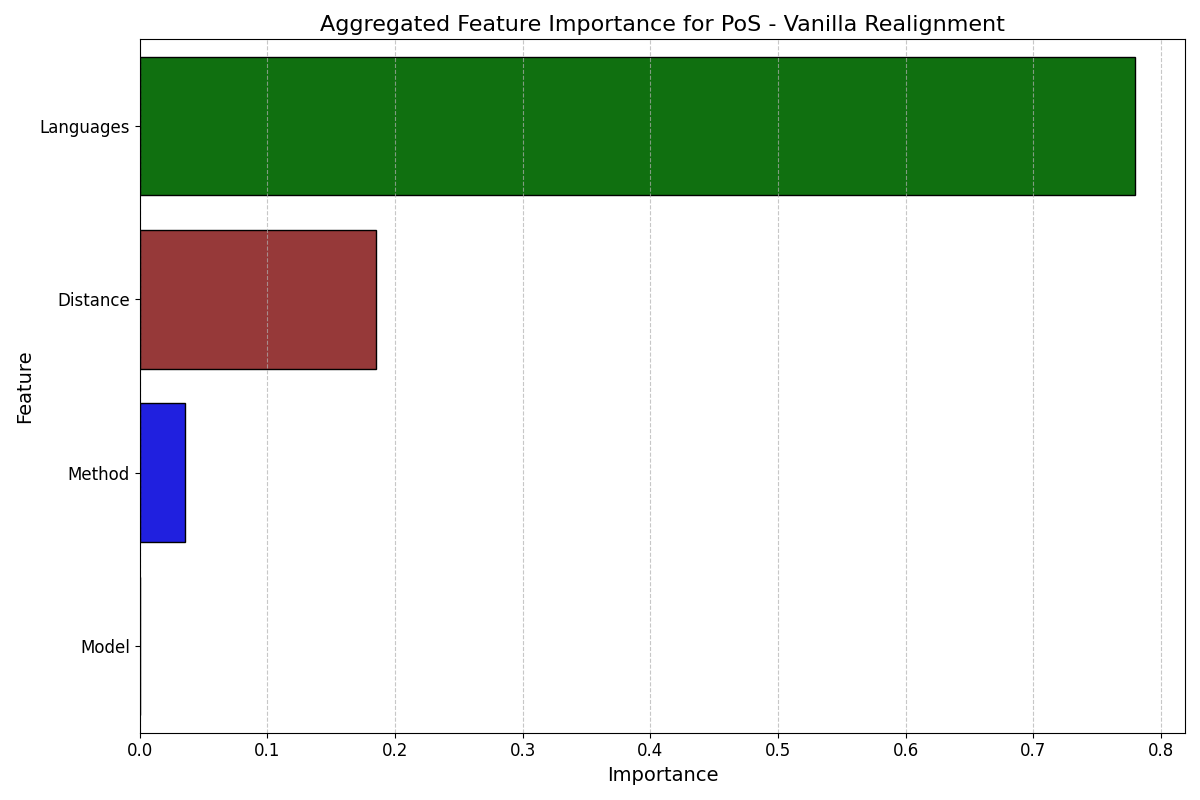 Aggregated Feature Importance for PoS - Vanilla Realignment
Languages
Distance
Method
Model
Feature
0.0 0.1 0.2 0.3 0.4 0.5 0.6 0.7 0.8
Importance